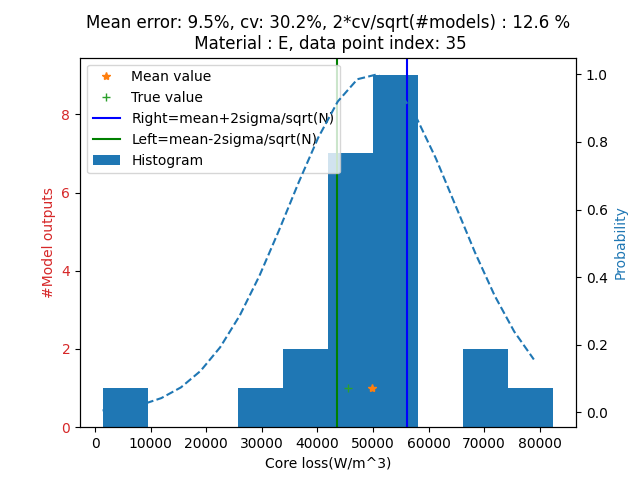 Mean error: 9.5%, cv: 30.2%, 2*cv/sqrt(#models) : 12.6 %
Material : E, data point index: 35
Mean value
True value
Right=mean+2sigma/sqrt(N)
Left=mean-2sigma/sqrt(N)
Histogram
#Model outputs
8
6
4
2
0
1.0
0.8
0.6
0.4
0.2
0.0
Probability
0 10000 20000 30000 40000 50000 60000 70000 80000
Core loss(W/m^3)